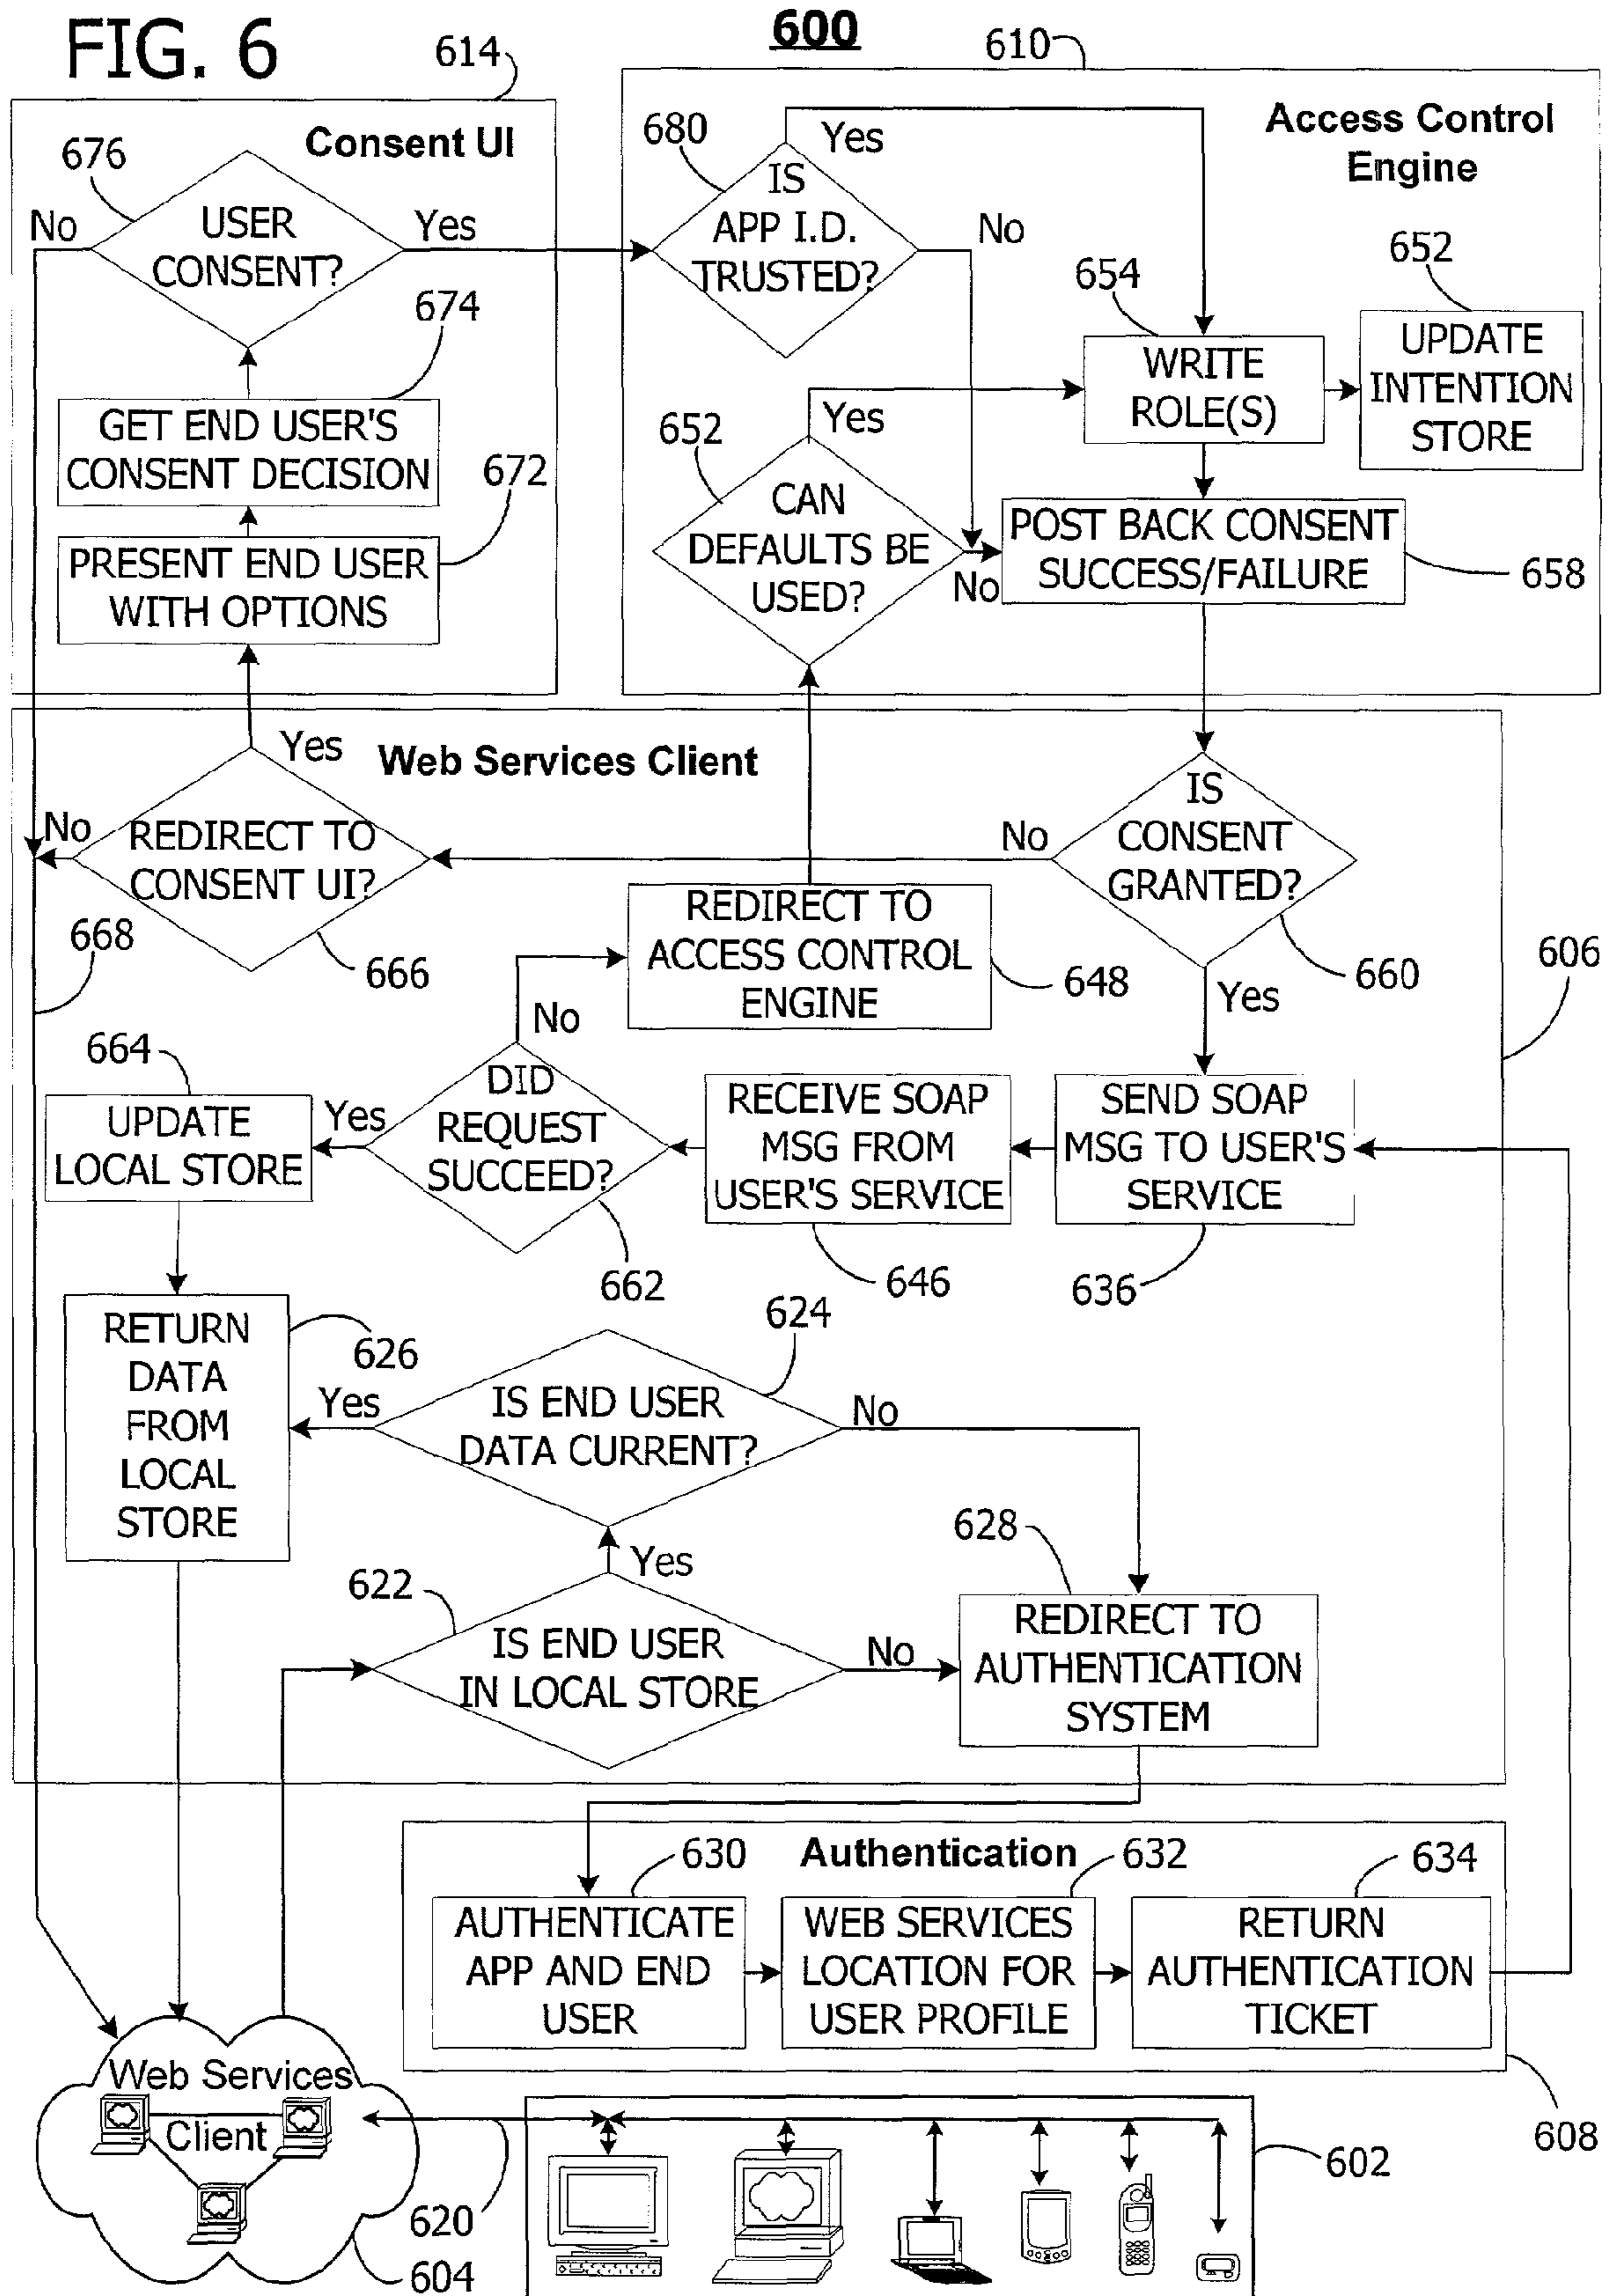 FIG. 6
600
614
610
Consent UI
Access Control
Engine
676
No
USER
CONSENT?
Yes
674
GET END USER'S
CONSENT DECISION
672
PRESENT END USER
WITH OPTIONS
680
Yes
IS
APP I.D.
TRUSTED?
No
654
WRITE
ROLE(S)
652
UPDATE
INTENTION
STORE
652
Yes
CAN
DEFAULTS BE
USED?
No
POST BACK CONSENT
SUCCESS/FAILURE
658
Web Services Client
Yes
No
REDIRECT TO
CONSENT UI?
668
666
No
IS
CONSENT
GRANTED?
660
Yes
606
REDIRECT TO
ACCESS CONTROL
ENGINE
648
No
664
UPDATE
LOCAL STORE
Yes
DID
REQUEST
SUCCEED?
662
RECEIVE SOAP
MSG FROM
USER'S SERVICE
646
SEND SOAP
MSG TO USER'S
SERVICE
636
RETURN
DATA
FROM
LOCAL
STORE
626
624
Yes
IS END USER
DATA CURRENT?
No
Yes
622
IS END USER
IN LOCAL STORE
No
628
REDIRECT TO
AUTHENTICATION
SYSTEM
Authentication
630
632
634
AUTHENTICATE
APP AND END
USER
WEB SERVICES
LOCATION FOR
USER PROFILE
RETURN
AUTHENTICATION
TICKET
608
Web Services
Client
620
604
602